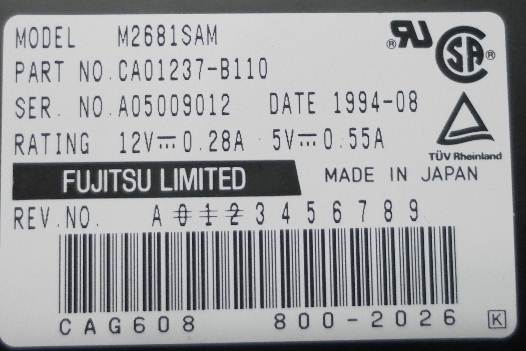 MODEL M2681SAM
PART NO. CA01237-B110
SER. NO. A05009012 DATE 1994-08
RATING 12V⎓0.28A 5V⎓0.55A
FUJITSU LIMITED MADE IN JAPAN
REV.NO. A 0 1 2 3 4 5 6 7 8 9
CAG608 800-2026 K
RU ®
SA ®
TÜV Rheinland